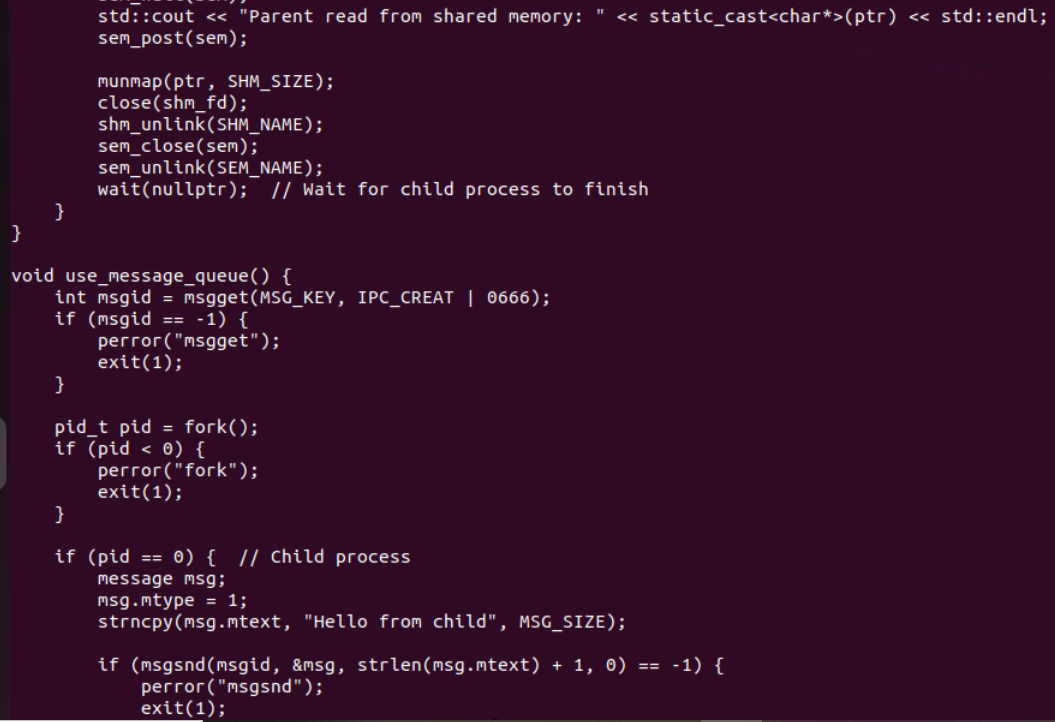 std::cout << "Parent read from shared memory: " << static_cast<char*>(ptr) << std::endl;
        sem_post(sem);

        munmap(ptr, SHM_SIZE);
        close(shm_fd);
        shm_unlink(SHM_NAME);
        sem_close(sem);
        sem_unlink(SEM_NAME);
        wait(nullptr);  // Wait for child process to finish
    }
}

void use_message_queue() {
    int msgid = msgget(MSG_KEY, IPC_CREAT | 0666);
    if (msgid == -1) {
        perror("msgget");
        exit(1);
    }

    pid_t pid = fork();
    if (pid < 0) {
        perror("fork");
        exit(1);
    }

    if (pid == 0) {  // Child process
        message msg;
        msg.mtype = 1;
        strncpy(msg.mtext, "Hello from child", MSG_SIZE);

        if (msgsnd(msgid, &msg, strlen(msg.mtext) + 1, 0) == -1) {
            perror("msgsnd");
            exit(1);